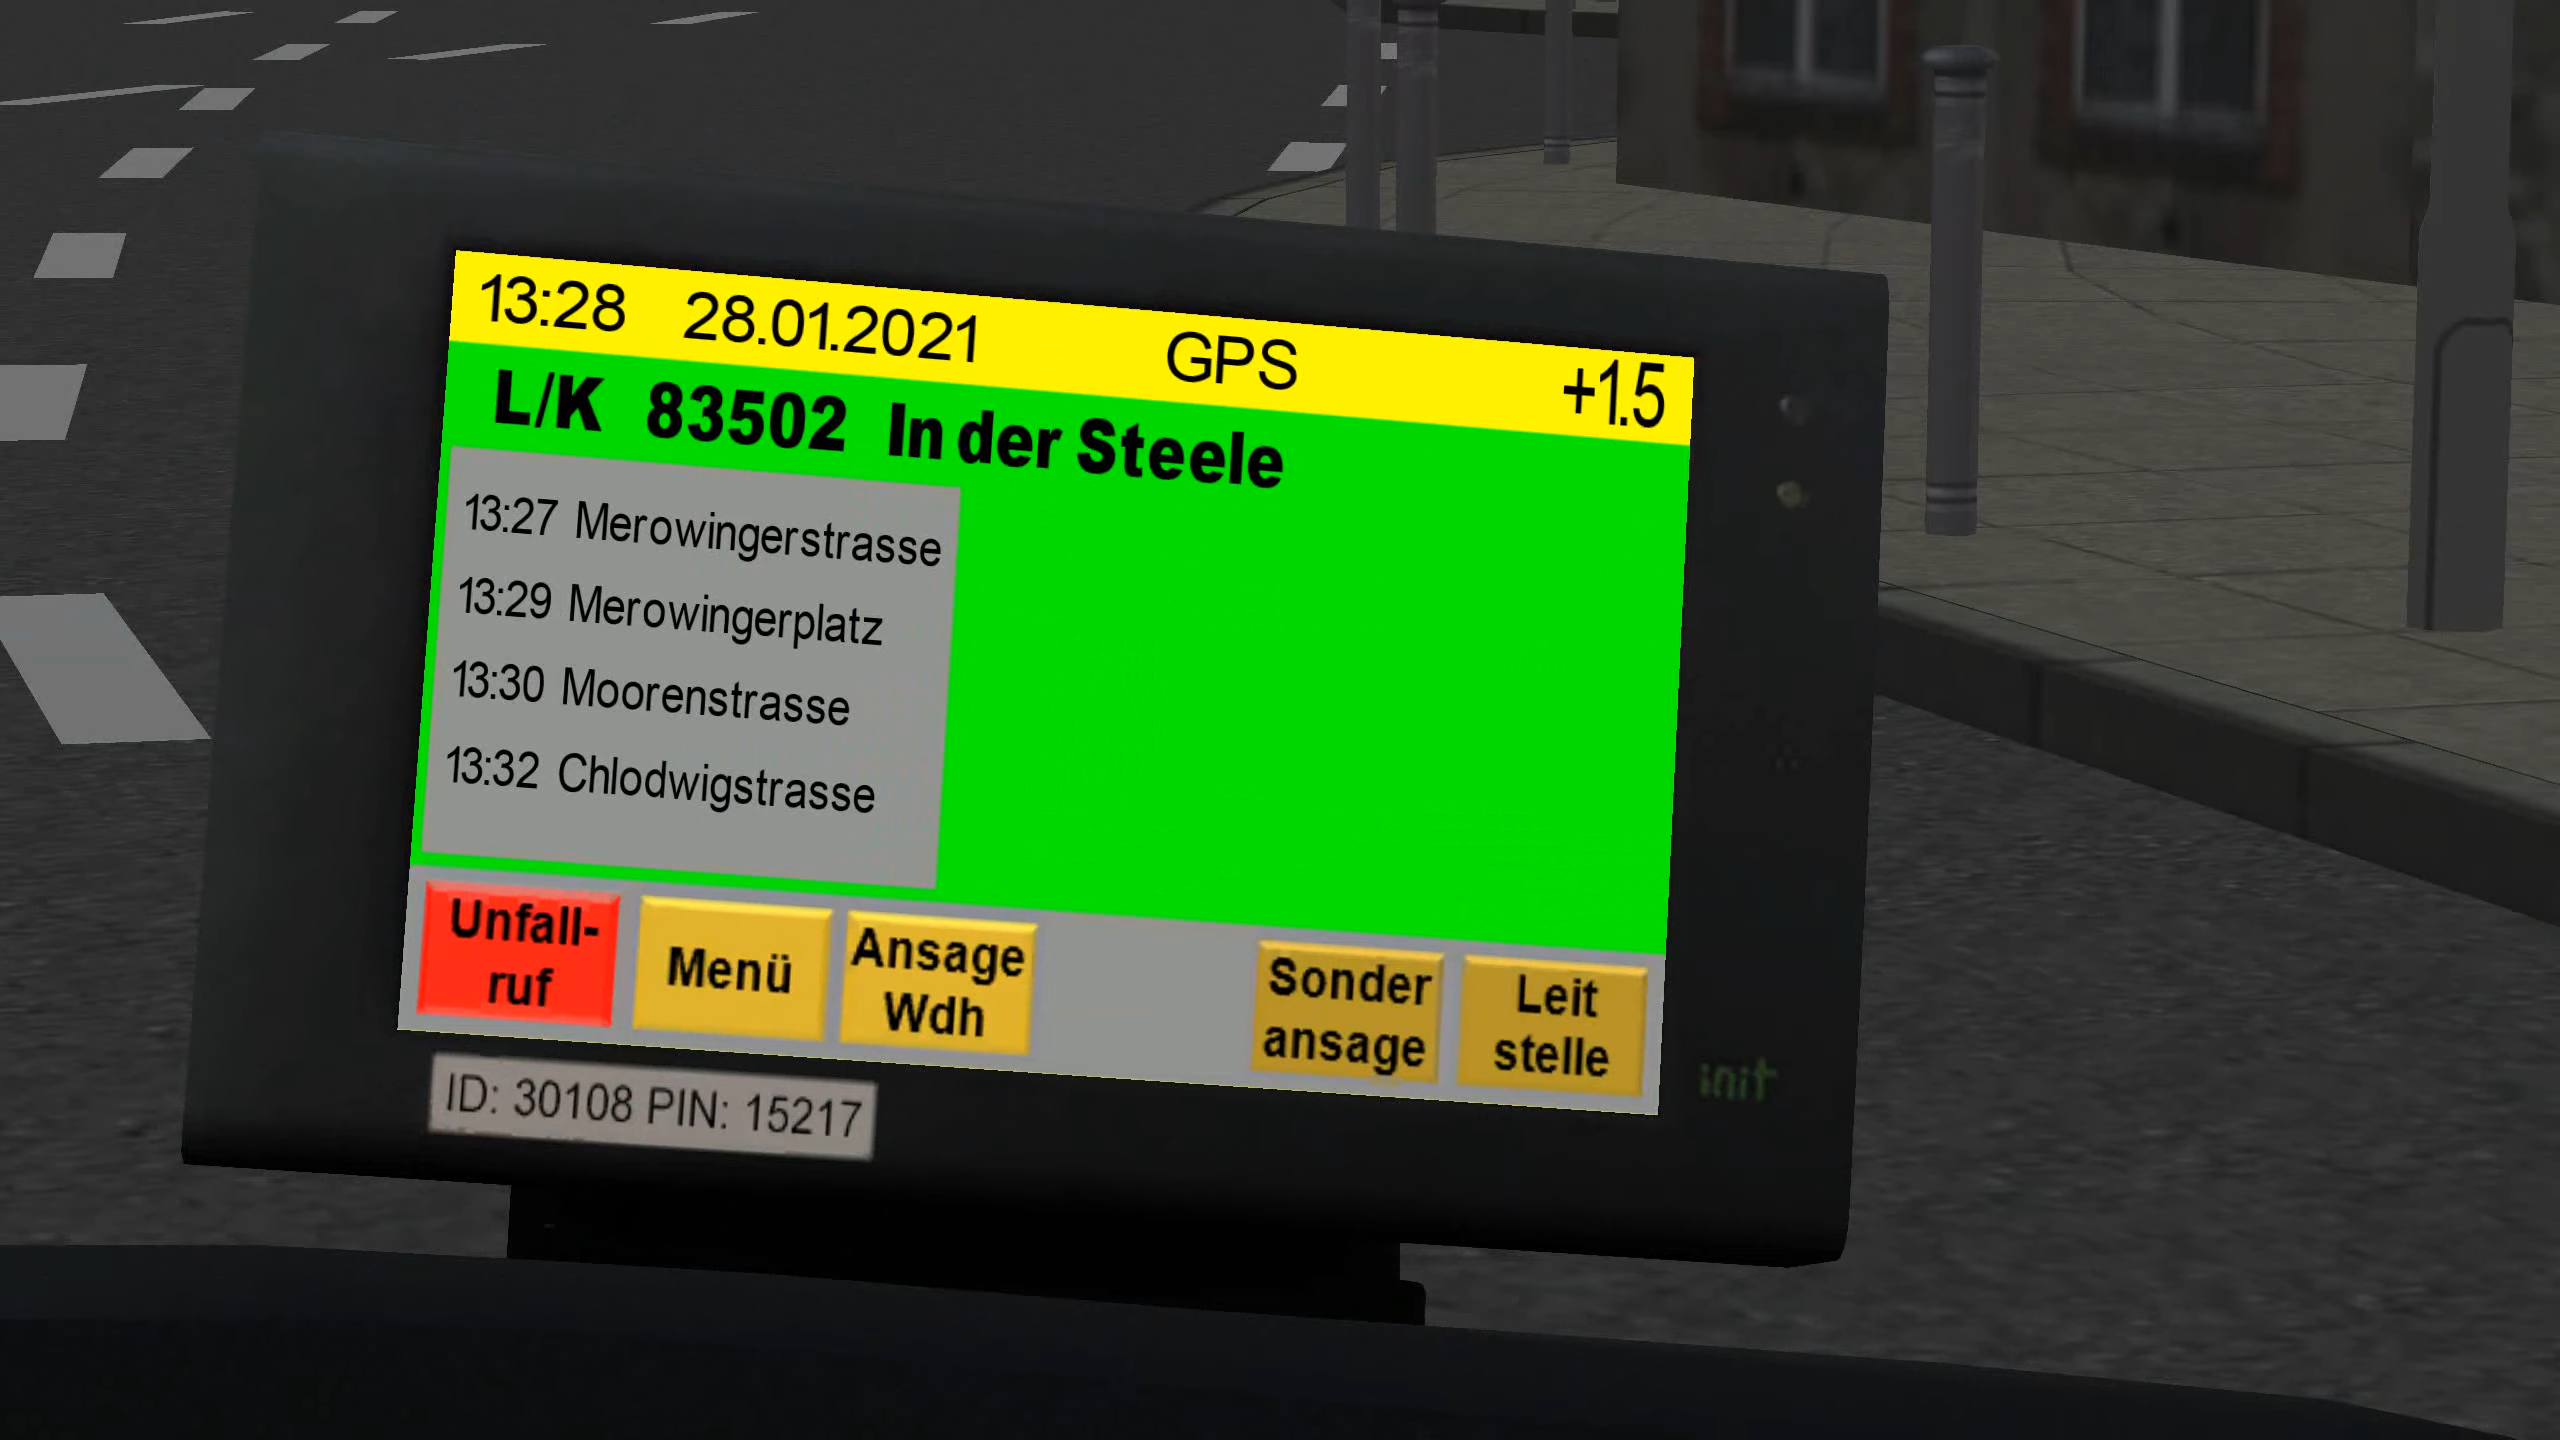 13:28 28.01.2021 GPS +1.5
L/K 83502 In der Steele
13:27 Merowingerstrasse
13:29 Merowingerplatz
13:30 Moorenstrasse
13:32 Chlodwigstrasse
Unfall-
ruf
Menü
Ansage
Wdh
Sonder
ansage
Leit
stelle
init
ID: 30108 PIN: 15217